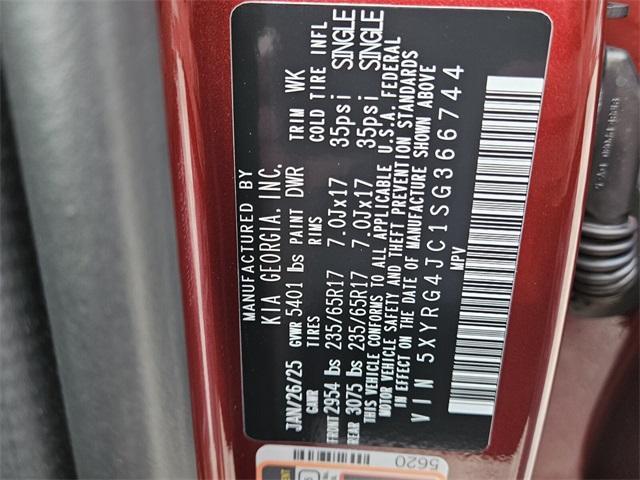 MANUFACTURED BY
KIA GEORGIA, INC.
JAN/26/25 GVWR 5401 lbs PAINT DWR TRIM WK
GAWR TIRES RIMS COLD TIRE INFL
FRONT 2954 lbs 235/65R17 7.0Jx17 35psi SINGLE
REAR 3075 lbs 235/65R17 7.0Jx17 35psi SINGLE
THIS VEHICLE CONFORMS TO ALL APPLICABLE U.S.A. FEDERAL
MOTOR VEHICLE SAFETY AND THEFT PREVENTION STANDARDS
IN EFFECT ON THE DATE OF MANUFACTURE SHOWN ABOVE
VIN 5XYRG4JC1SG366744
MPV
5620